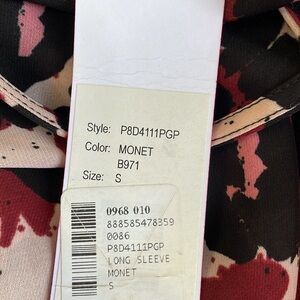 Style: P8D4111PGP
Color: MONET
B971
Size: S
0968 010
888585478359
0086
P8D4111PGP
LONG SLEEVE
MONET
S